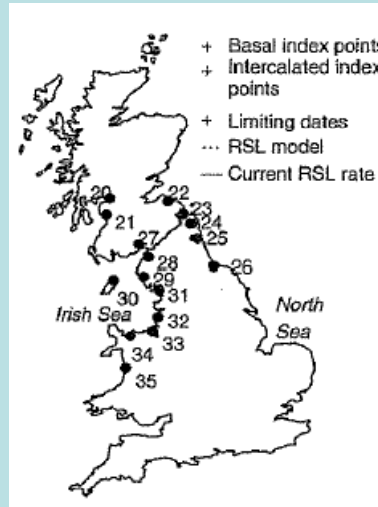 + Basal index points
+ Intercalated index
points
+ Limiting dates
... RSL model
— Current RSL rate
20
21
22
23
24
25
26
27
28
29
30
31
Irish Sea
North
Sea
32
33
34
35